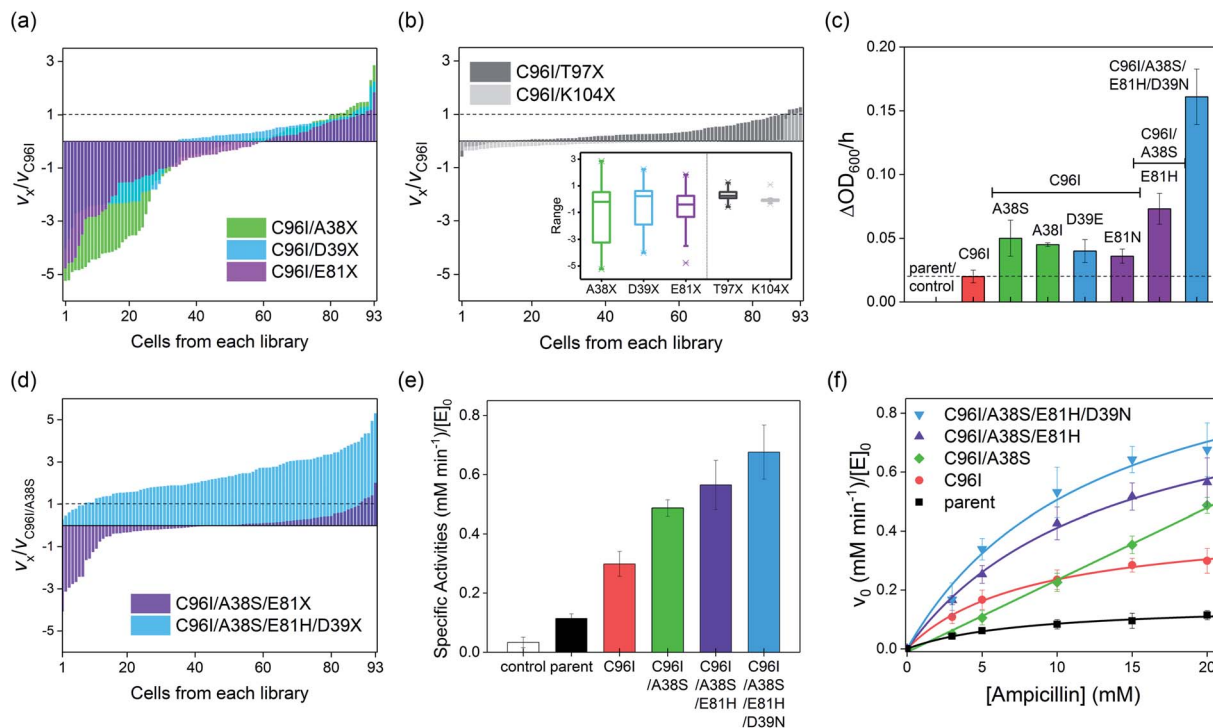 (a)
3
1
-1
-3
-5
v_x/v_C96I
C96I/A38X
C96I/D39X
C96I/E81X
1 20 40 60 80 93
Cells from each library
(b)
3
1
-1
-3
-5
v_x/v_C96I
C96I/T97X
C96I/K104X
Range
3
1
-1
-3
-5
A38X D39X E81X T97X K104X
1 20 40 60 80 93
Cells from each library
(c)
0.20
0.15
0.10
0.05
0.00
ΔOD600/h
parent/
control
C96I
C96I
A38S
A38I
D39E
E81N
C96I/
A38S
E81H
C96I/A38S/
E81H/D39N
(d)
5
3
1
-1
-3
-5
v_x/v_C96I/A38S
C96I/A38S/E81X
C96I/A38S/E81H/D39X
1 20 40 60 80 93
Cells from each library
(e)
0.8
0.6
0.4
0.2
0.0
Specific Activities (mM min⁻¹)/[E]₀
control parent C96I C96I
/A38S
C96I
/A38S
/E81H
C96I
/A38S
/E81H
/D39N
(f)
0.8
0.6
0.4
0.2
0.0
v₀ (mM min⁻¹)/[E]₀
C96I/A38S/E81H/D39N
C96I/A38S/E81H
C96I/A38S
C96I
parent
0 5 10 15 20
[Ampicillin] (mM)